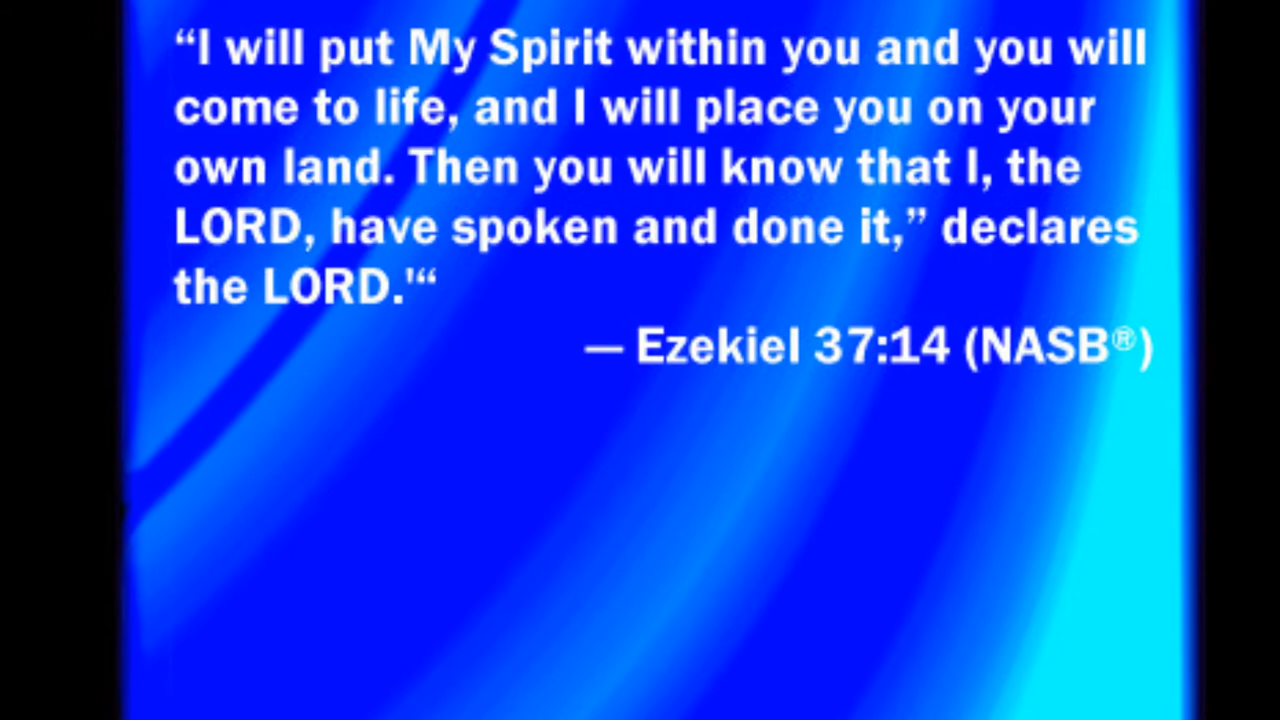 “I will put My Spirit within you and you will
come to life, and I will place you on your
own land. Then you will know that I, the
LORD, have spoken and done it,” declares
the LORD.'“
— Ezekiel 37:14 (NASB®)